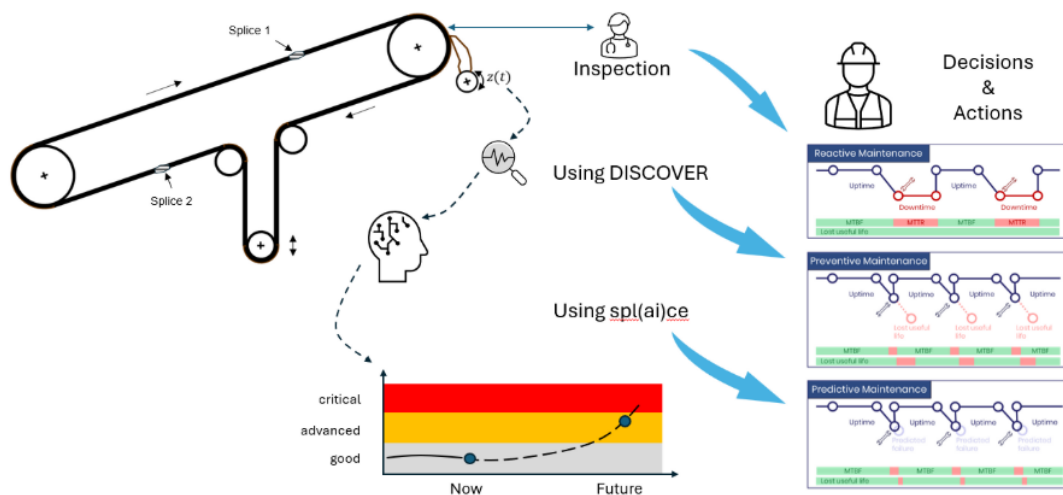 Splice 1
z(t)
Splice 2
Inspection
Decisions
&
Actions
Using DISCOVER
Using spl(ai)ce
critical
advanced
good
Now
Future
Reactive Maintenance
Uptime
Uptime
Downtime
Downtime
MTBF
MTTR
MTBF
MTTR
Lost useful life
Preventive Maintenance
Uptime
Uptime
Uptime
Uptime
Lost useful
life
Lost useful
life
Lost useful
life
MTBF
MTBF
MTBF
MTBF
Lost useful life
Predictive Maintenance
Uptime
Uptime
Uptime
Uptime
Predicted
failure
Predicted
failure
Predicted
failure
MTBF
MTBF
MTBF
MTBF
Lost useful life